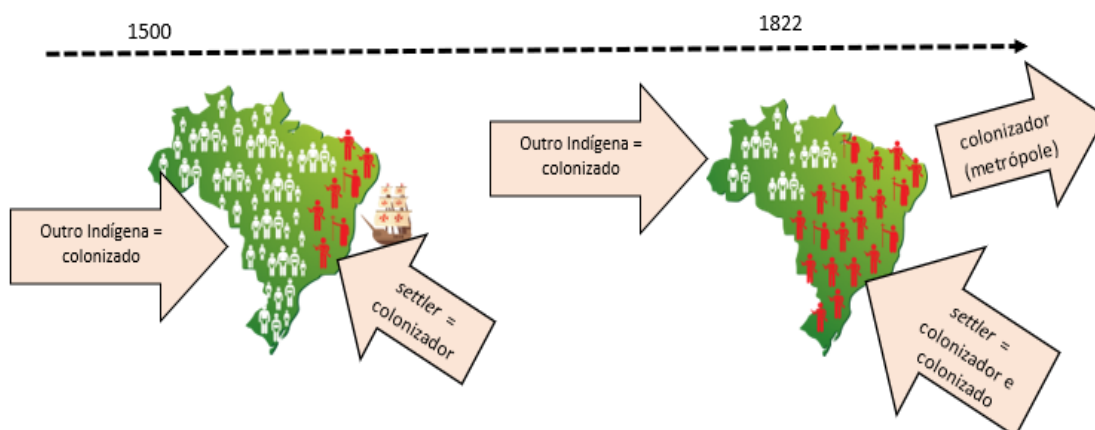 1500
1822
Outro Indígena =
colonizado
settler =
colonizador
Outro Indígena =
colonizado
colonizador
(metrópole)
settler =
colonizador e
colonizado